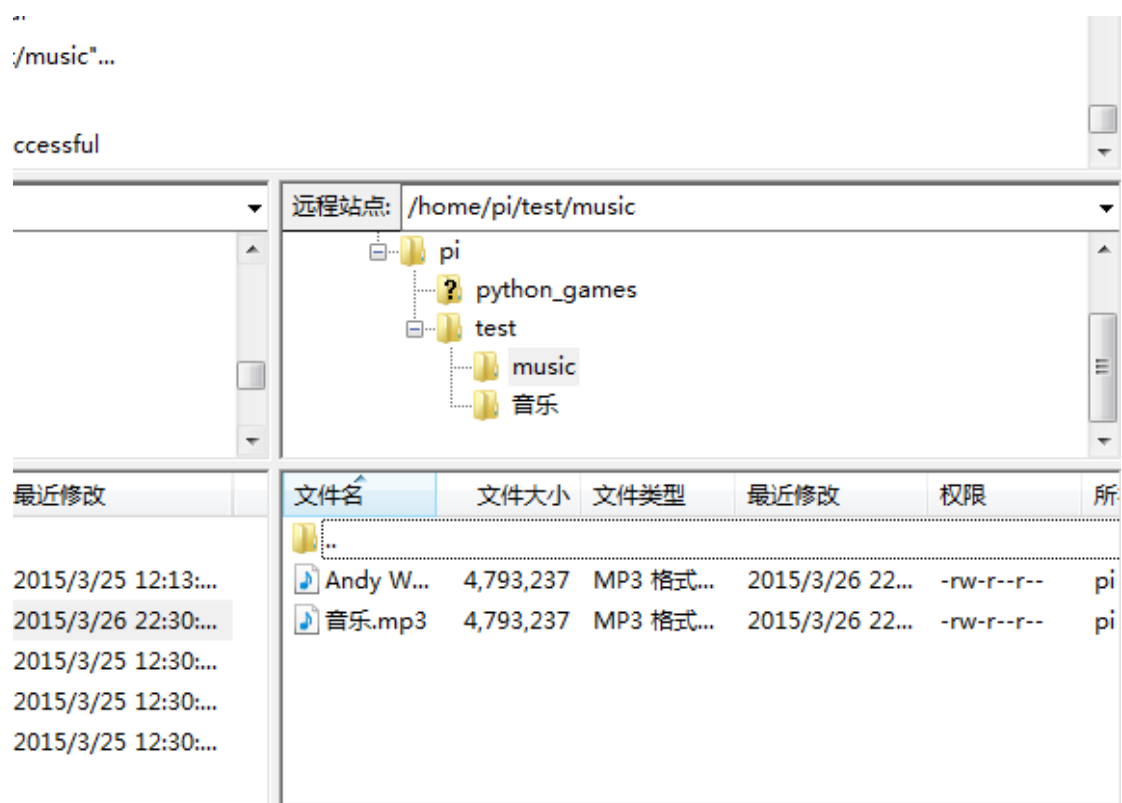 :/music"...
ccessful
远程站点: /home/pi/test/music
pi
python_games
test
music
音乐
最近修改
2015/3/25 12:13:...
2015/3/26 22:30:...
2015/3/25 12:30:...
2015/3/25 12:30:...
2015/3/25 12:30:...
文件名 文件大小 文件类型 最近修改 权限 所
..
Andy W... 4,793,237 MP3 格式... 2015/3/26 22... -rw-r--r-- pi
音乐.mp3 4,793,237 MP3 格式... 2015/3/26 22... -rw-r--r-- pi